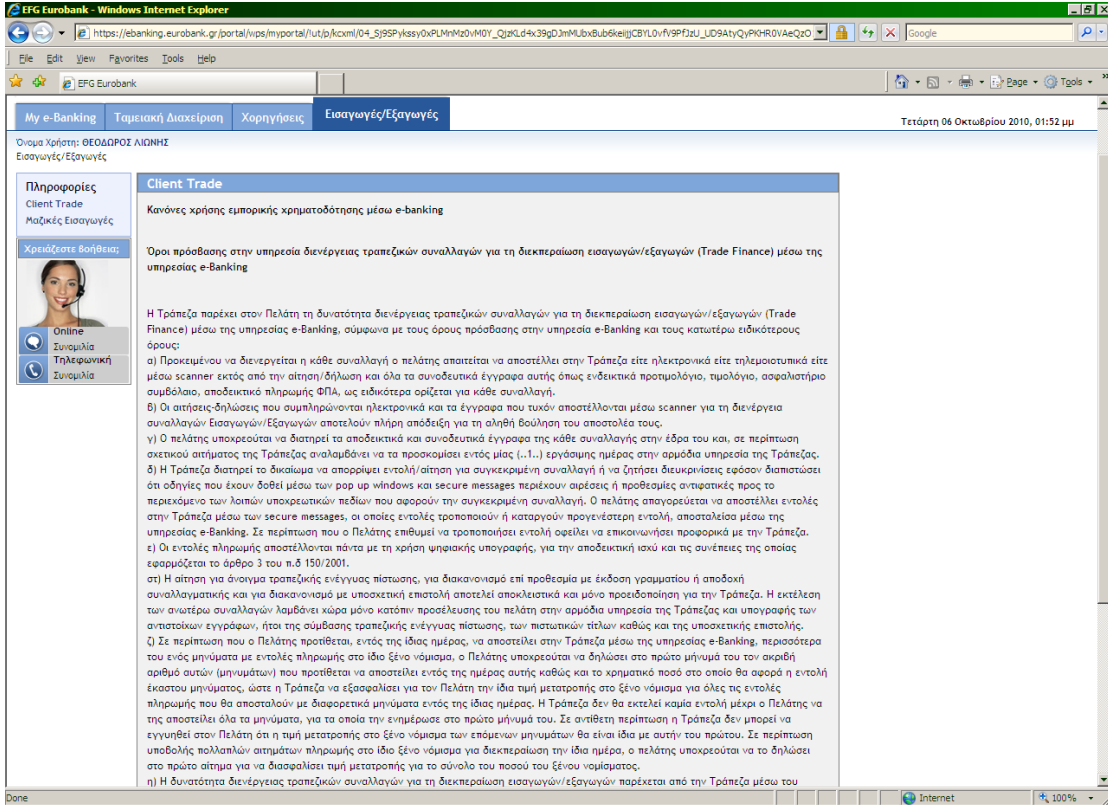 EFG Eurobank - Windows Internet Explorer
https://ebanking.eurobank.gr/portal/wps/myportal/!ut/p/kcxml/04_Sj9SPykssy0xPLMnMz0vM0Y_QjzKLd4x39gDJmMUbxBub6keiijCBYL0vfV9PfJzU_UD9AtyQyPKHR0VAeQzO
Google
File Edit View Favorites Tools Help
EFG Eurobank
Page Tools
My e-Banking Ταμειακή Διαχείριση Χορηγήσεις Εισαγωγές/Εξαγωγές
Τετάρτη 06 Οκτωβρίου 2010, 01:52 μμ
Όνομα Χρήστη: ΘΕΟΔΩΡΟΣ ΛΙΩΝΗΣ
Εισαγωγές/Εξαγωγές
Πληροφορίες
Client Trade
Μαζικές Εισαγωγές
Χρειάζεστε Βοήθεια;
Online
Συνομιλία
Τηλεφωνική
Συνομιλία
Client Trade
Κανόνες χρήσης εμπορικής χρηματοδότησης μέσω e-banking
Όροι πρόσβασης στην υπηρεσία διενέργειας τραπεζικών συναλλαγών για τη διεκπεραίωση εισαγωγών/εξαγωγών (Trade Finance) μέσω της
υπηρεσίας e-Banking
Η Τράπεζα παρέχει στον Πελάτη τη δυνατότητα διενέργειας τραπεζικών συναλλαγών για τη διεκπεραίωση εισαγωγών/εξαγωγών (Trade
Finance) μέσω της υπηρεσίας e-Banking, σύμφωνα με τους όρους πρόσβασης στην υπηρεσία e-Banking και τους κατωτέρω ειδικότερους
όρους:
α) Προκειμένου να διενεργείται η κάθε συναλλαγή ο πελάτης απαιτείται να αποστέλλει στην Τράπεζα είτε ηλεκτρονικά είτε τηλεμοιοτυπικά είτε
μέσω scanner εκτός από την αίτηση/δήλωση και όλα τα συνοδευτικά έγγραφα αυτής όπως ενδεικτικά προτιμολόγιο, τιμολόγιο, ασφαλιστήριο
συμβόλαιο, αποδεικτικό πληρωμής ΦΠΑ, ως ειδικότερα ορίζεται για κάθε συναλλαγή.
β) Οι αιτήσεις-δηλώσεις που συμπληρώνονται ηλεκτρονικά και τα έγγραφα που τυχόν αποστέλλονται μέσω scanner για τη διενέργεια
συναλλαγών Εισαγωγών/Εξαγωγών αποτελούν πλήρη απόδειξη για τη αληθή βούληση του αποστολέα τους.
γ) Ο πελάτης υποχρεούται να διατηρεί τα αποδεικτικά και συνοδευτικά έγγραφα της κάθε συναλλαγής στην έδρα του και, σε περίπτωση
σχετικού αιτήματος της Τράπεζας αναλαμβάνει να τα προσκομίσει εντός μίας (..1..) εργάσιμης ημέρας στην αρμόδια υπηρεσία της Τράπεζας.
δ) Η Τράπεζα διατηρεί το δικαίωμα να απορρίψει εντολή/αίτηση για συγκεκριμένη συναλλαγή ή να ζητήσει διευκρινίσεις εφόσον διαπιστώσει
ότι οδηγίες που έχουν δοθεί μέσω των pop up windows και secure messages περιέχουν αιρέσεις ή προθεσμίες αντιφατικές προς το
περιεχόμενο των λοιπών υποχρεωτικών πεδίων που αφορούν την συγκεκριμένη συναλλαγή. Ο πελάτης απαγορεύεται να αποστέλλει εντολές
στην Τράπεζα μέσω των secure messages, οι οποίες εντολές τροποποιούν ή καταργούν προγενέστερη εντολή, αποσταλείσα μέσω της
υπηρεσίας e-Banking. Σε περίπτωση που ο Πελάτης επιθυμεί να τροποποιήσει εντολή οφείλει να επικοινωνήσει προφορικά με την Τράπεζα.
ε) Οι εντολές πληρωμής αποστέλλονται πάντα με τη χρήση ψηφιακής υπογραφής, για την αποδεικτική ισχύ και τις συνέπειες της οποίας
εφαρμόζεται το άρθρο 3 του π.δ 150/2001.
στ) Η αίτηση για άνοιγμα τραπεζικής ενέγγυας πίστωσης, για διακανονισμό επί προθεσμία με έκδοση γραμματίου ή αποδοχή
συναλλαγματικής και για διακανονισμό με υποσχετική επιστολή αποτελεί αποκλειστικά και μόνο προειδοποίηση για την Τράπεζα. Η εκτέλεση
των ανωτέρω συναλλαγών λαμβάνει χώρα μόνο κατόπιν προσέλευσης του πελάτη στην αρμόδια υπηρεσία της Τράπεζας και υπογραφής των
αντιστοίχων εγγράφων, ήτοι της σύμβασης τραπεζικής ενέγγυας πίστωσης, των πιστωτικών τίτλων καθώς και της υποσχετικής επιστολής.
ζ) Σε περίπτωση που ο Πελάτης προτίθεται, εντός της ίδιας ημέρας, να αποστείλει στην Τράπεζα μέσω της υπηρεσίας e-Banking, περισσότερα
του ενός μηνύματα με εντολές πληρωμής στο ίδιο ξένο νόμισμα, ο Πελάτης υποχρεούται να δηλώσει στο πρώτο μήνυμά του τον ακριβή
αριθμό αυτών (μηνυμάτων) που προτίθεται να αποστείλει εντός της ημέρας αυτής καθώς και το χρηματικό ποσό στο οποίο θα αφορά η εντολή
έκαστου μηνύματος, ώστε η Τράπεζα να εξασφαλίσει για τον Πελάτη την ίδια τιμή μετατροπής στο ξένο νόμισμα για όλες τις εντολές
πληρωμής που θα αποσταλούν με διαφορετικά μηνύματα εντός της ίδιας ημέρας. Η Τράπεζα δεν θα εκτελεί καμία εντολή μέχρι ο Πελάτης να
της αποστείλει όλα τα μηνύματα, για τα οποία την ενημέρωσε στο πρώτο μήνυμά του. Σε αντίθετη περίπτωση η Τράπεζα δεν μπορεί να
εγγυηθεί στον Πελάτη ότι η τιμή μετατροπής στο ξένο νόμισμα των επόμενων μηνυμάτων θα είναι ίδια με αυτήν του πρώτου. Σε περίπτωση
υποβολής πολλαπλών αιτημάτων πληρωμής στο ίδιο ξένο νόμισμα για διεκπεραίωση την ίδια ημέρα, ο πελάτης υποχρεούται να το δηλώσει
στο πρώτο αίτημα για να διασφαλίσει τιμή μετατροπής για το σύνολο του ποσού του ξένου νομίσματος.
η) Η δυνατότητα διενέργειας τραπεζικών συναλλαγών για τη διεκπεραίωση εισαγωγών/εξαγωγών παρέχεται από την Τράπεζα μέσω του
Done
Internet
100%